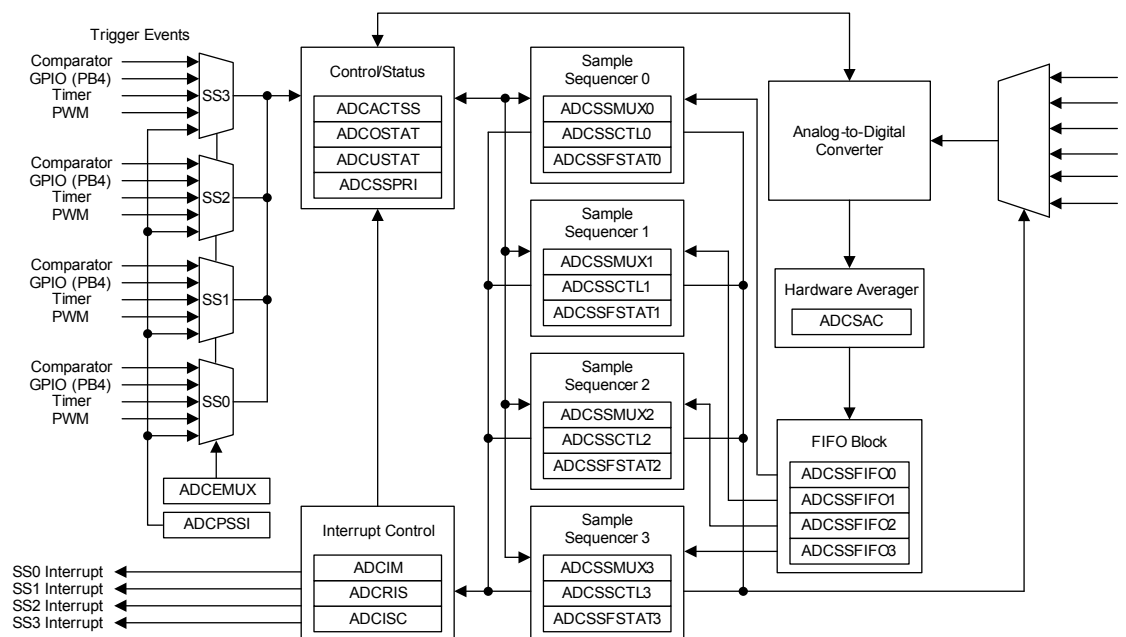 Trigger Events
Comparator
GPIO (PB4)
Timer
PWM
SS3
Comparator
GPIO (PB4)
Timer
PWM
SS2
Comparator
GPIO (PB4)
Timer
PWM
SS1
Comparator
GPIO (PB4)
Timer
PWM
SS0
ADCEMUX
ADCPSSI
Control/Status
ADCACTSS
ADCOSTAT
ADCUSTAT
ADCSSPRI
Interrupt Control
ADCIM
ADCRIS
ADCISC
SS0 Interrupt
SS1 Interrupt
SS2 Interrupt
SS3 Interrupt
Sample
Sequencer 0
ADCSSMUX0
ADCSSCTL0
ADCSSFSTAT0
Sample
Sequencer 1
ADCSSMUX1
ADCSSCTL1
ADCSSFSTAT1
Sample
Sequencer 2
ADCSSMUX2
ADCSSCTL2
ADCSSFSTAT2
Sample
Sequencer 3
ADCSSMUX3
ADCSSCTL3
ADCSSFSTAT3
Analog-to-Digital
Converter
Hardware Averager
ADCSAC
FIFO Block
ADCSSFIFO0
ADCSSFIFO1
ADCSSFIFO2
ADCSSFIFO3